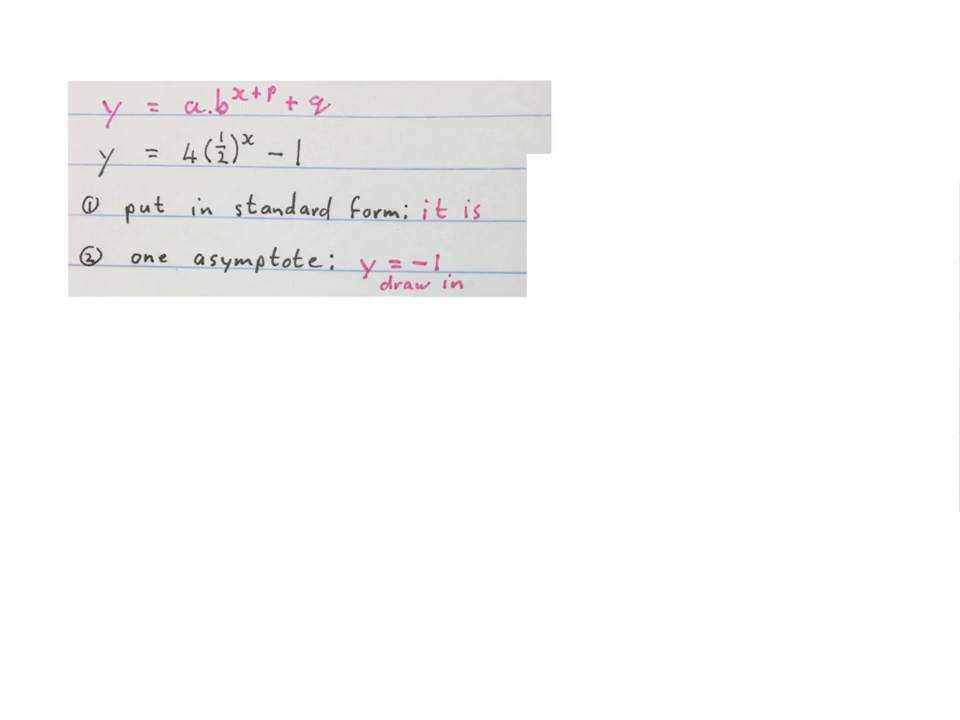 y = a.b^{x+p} + q
y = 4(½)^x − 1
① put in standard form: it is
② one asymptote: y = −1
draw in